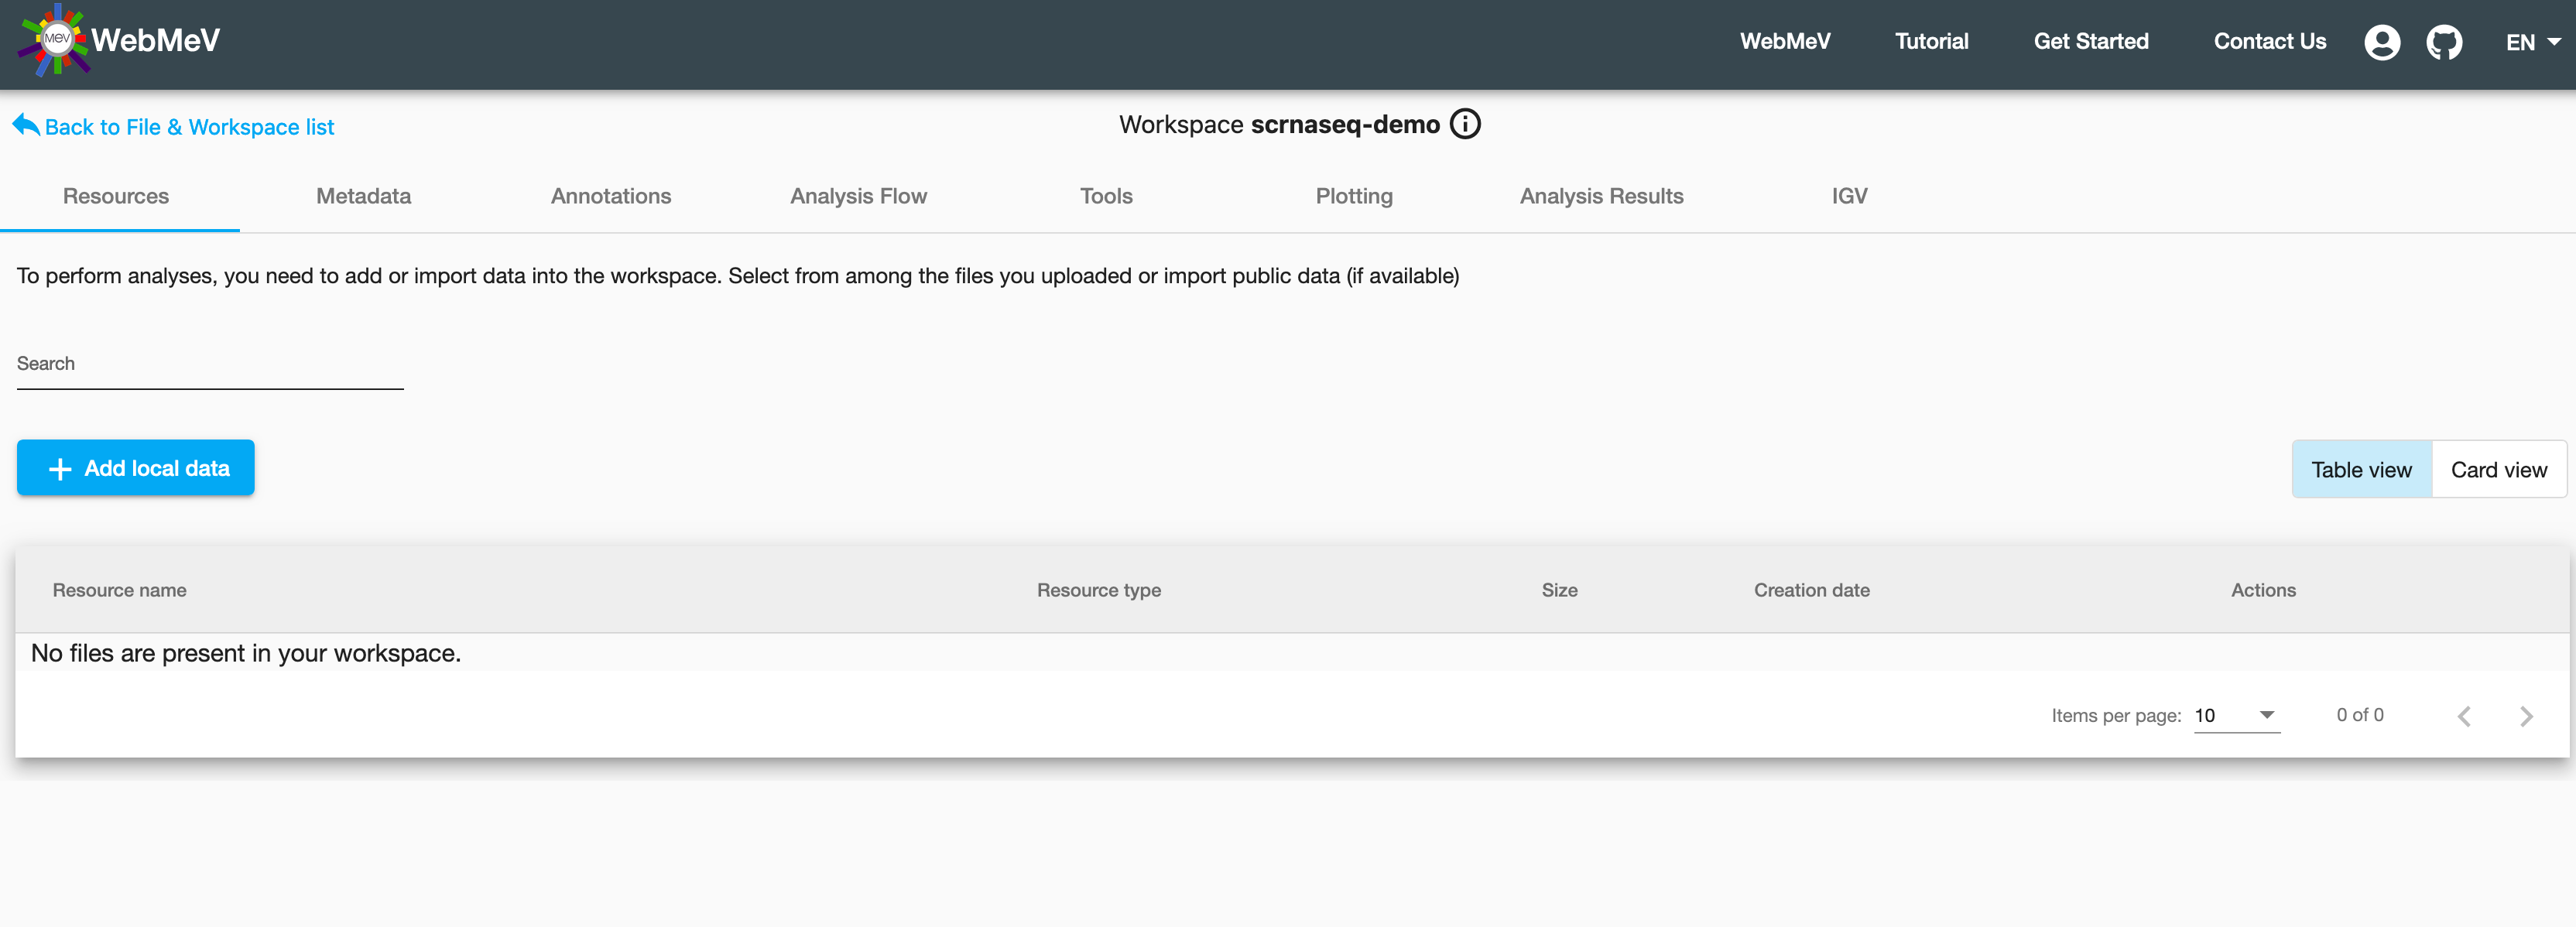 MeV WebMeV WebMeV Tutorial Get Started Contact Us EN
Back to File & Workspace list Workspace scrnaseq-demo
Resources Metadata Annotations Analysis Flow Tools Plotting Analysis Results IGV
To perform analyses, you need to add or import data into the workspace. Select from among the files you uploaded or import public data (if available)
Search
Add local data Table view Card view
Resource name Resource type Size Creation date Actions
No files are present in your workspace.
Items per page: 10 0 of 0